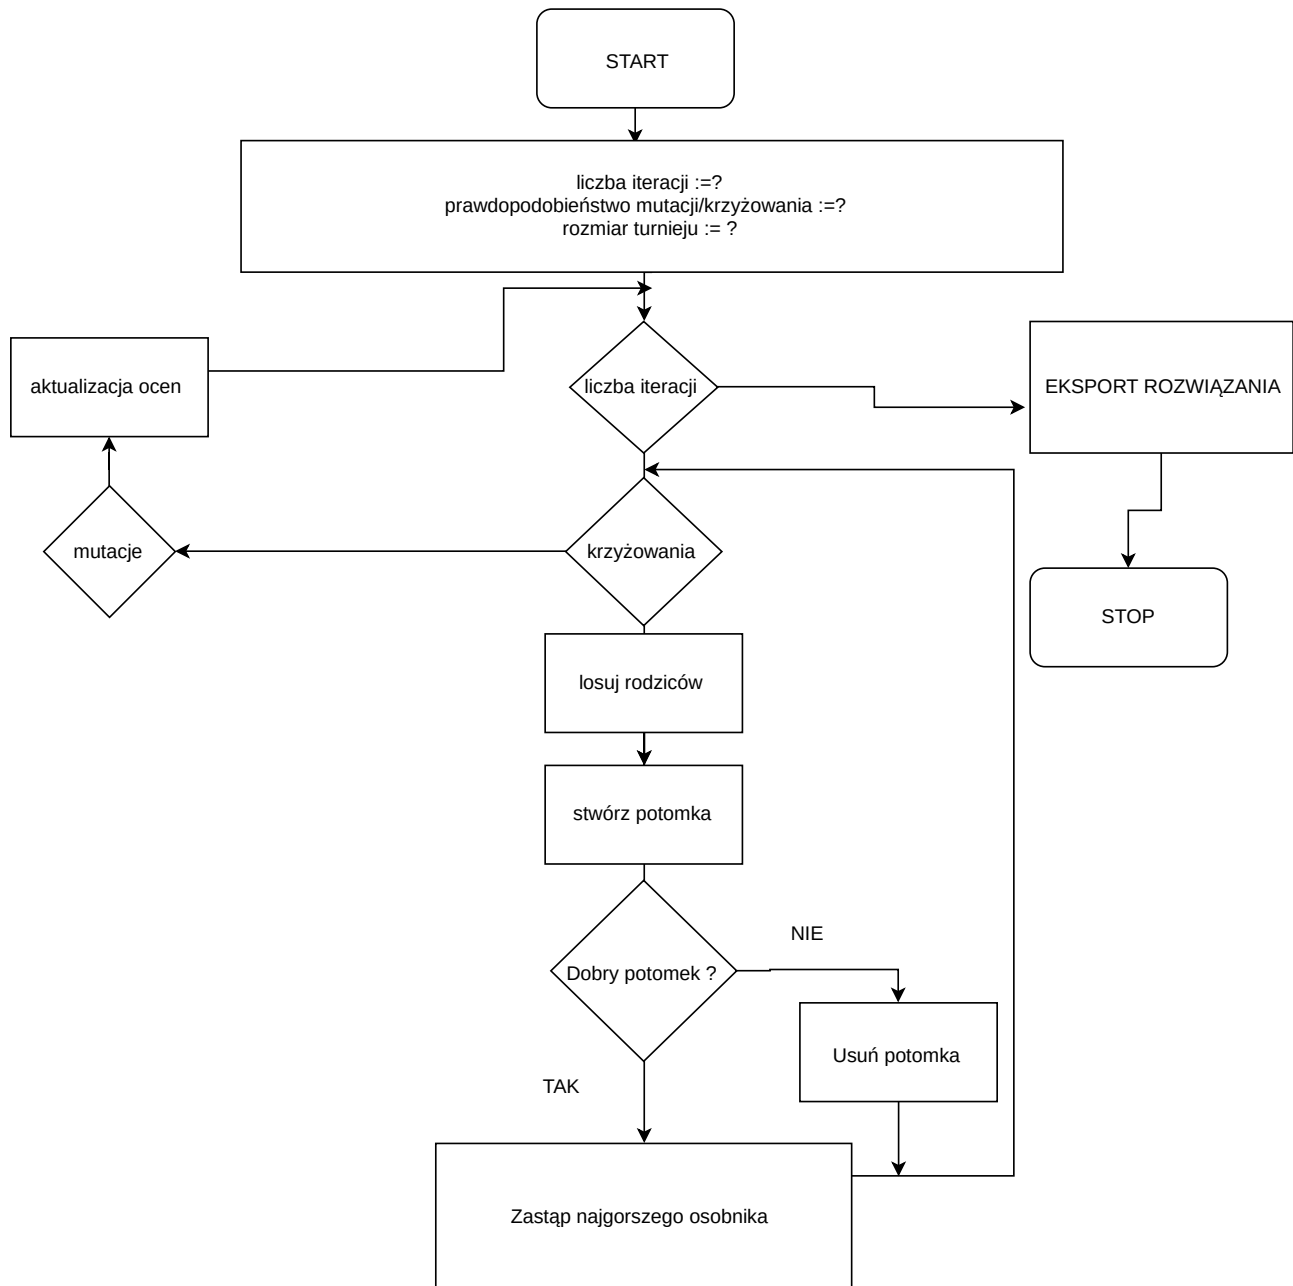 START
liczba iteracji :=?
prawdopodobieństwo mutacji/krzyżowania :=?
rozmiar turnieju := ?
aktualizacja ocen
liczba iteracji
EKSPORT ROZWIĄZANIA
mutacje
krzyżowania
STOP
losuj rodziców
stwórz potomka
NIE
Dobry potomek ?
Usuń potomka
TAK
Zastąp najgorszego osobnika